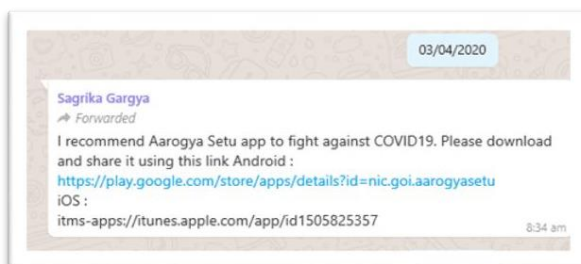 03/04/2020
Sagrika Gargya
Forwarded
I recommend Aarogya Setu app to fight against COVID19. Please download
and share it using this link Android :
https://play.google.com/store/apps/details?id=nic.goi.aarogyasetu
iOS :
itms-apps://itunes.apple.com/app/id1505825357
8:34 am